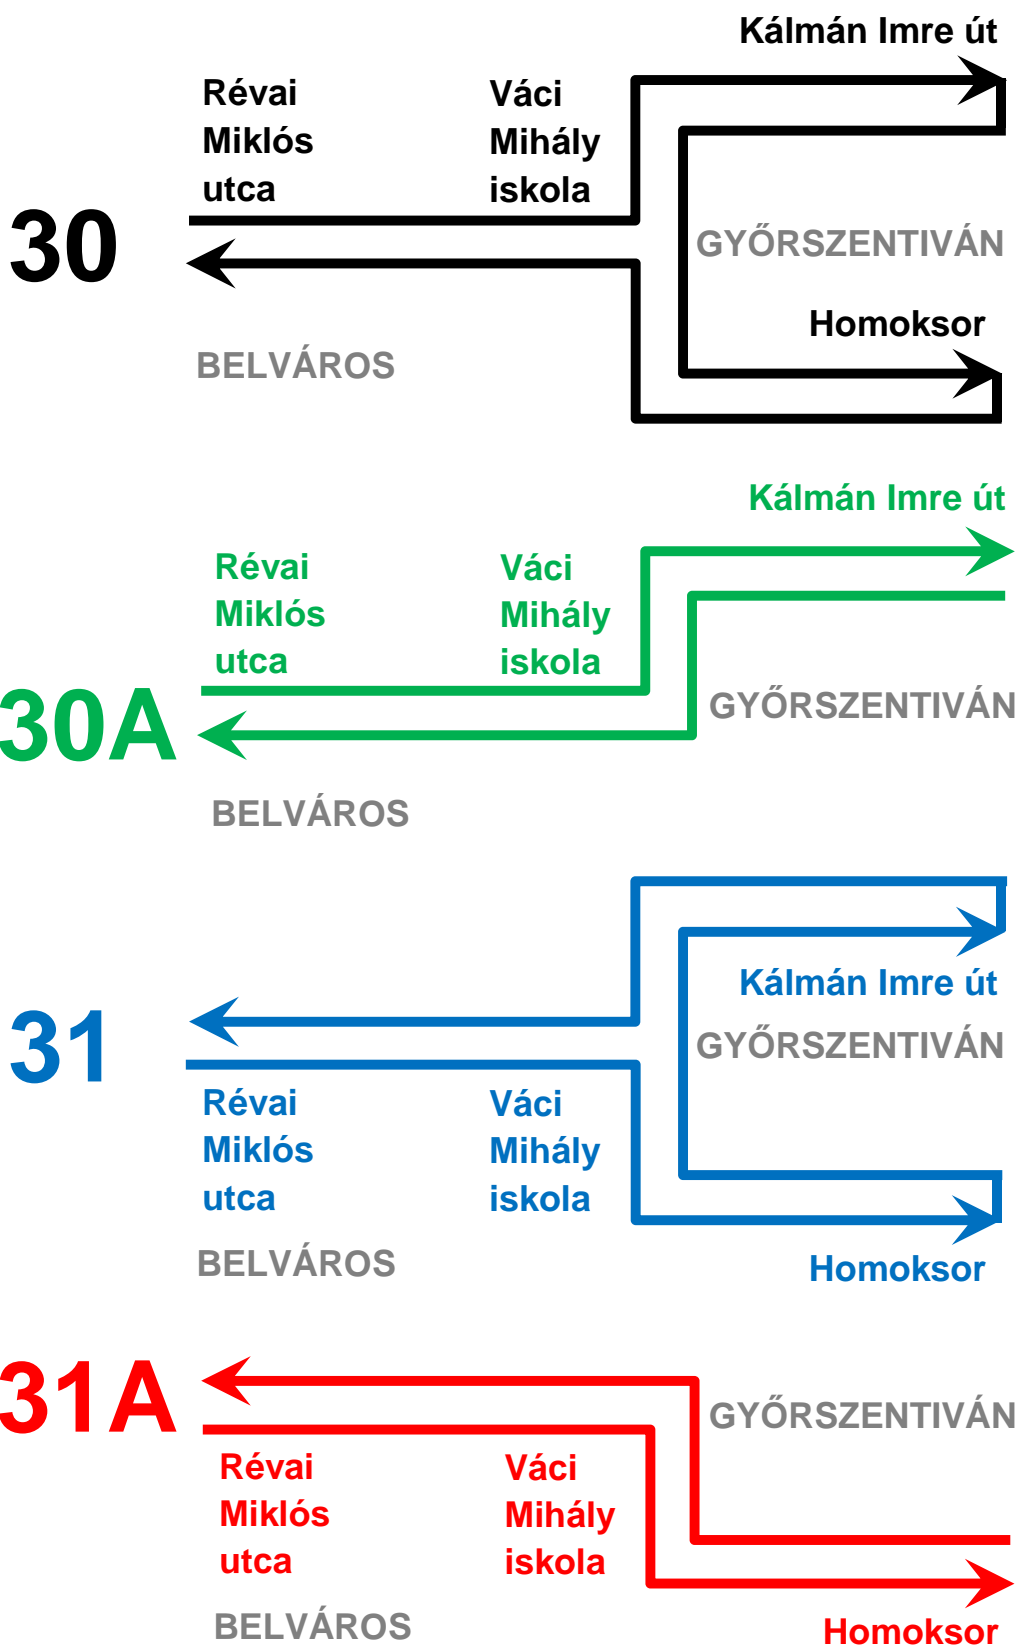 Kálmán Imre út
Révai
Miklós
utca
Váci
Mihály
iskola
30
GYŐRSZENTIVÁN
Homoksor
BELVÁROS
Kálmán Imre út
Révai
Miklós
utca
Váci
Mihály
iskola
30A
GYŐRSZENTIVÁN
BELVÁROS
Kálmán Imre út
31
GYŐRSZENTIVÁN
Révai
Miklós
utca
Váci
Mihály
iskola
BELVÁROS
Homoksor
31A
GYŐRSZENTIVÁN
Révai
Miklós
utca
Váci
Mihály
iskola
BELVÁROS
Homoksor